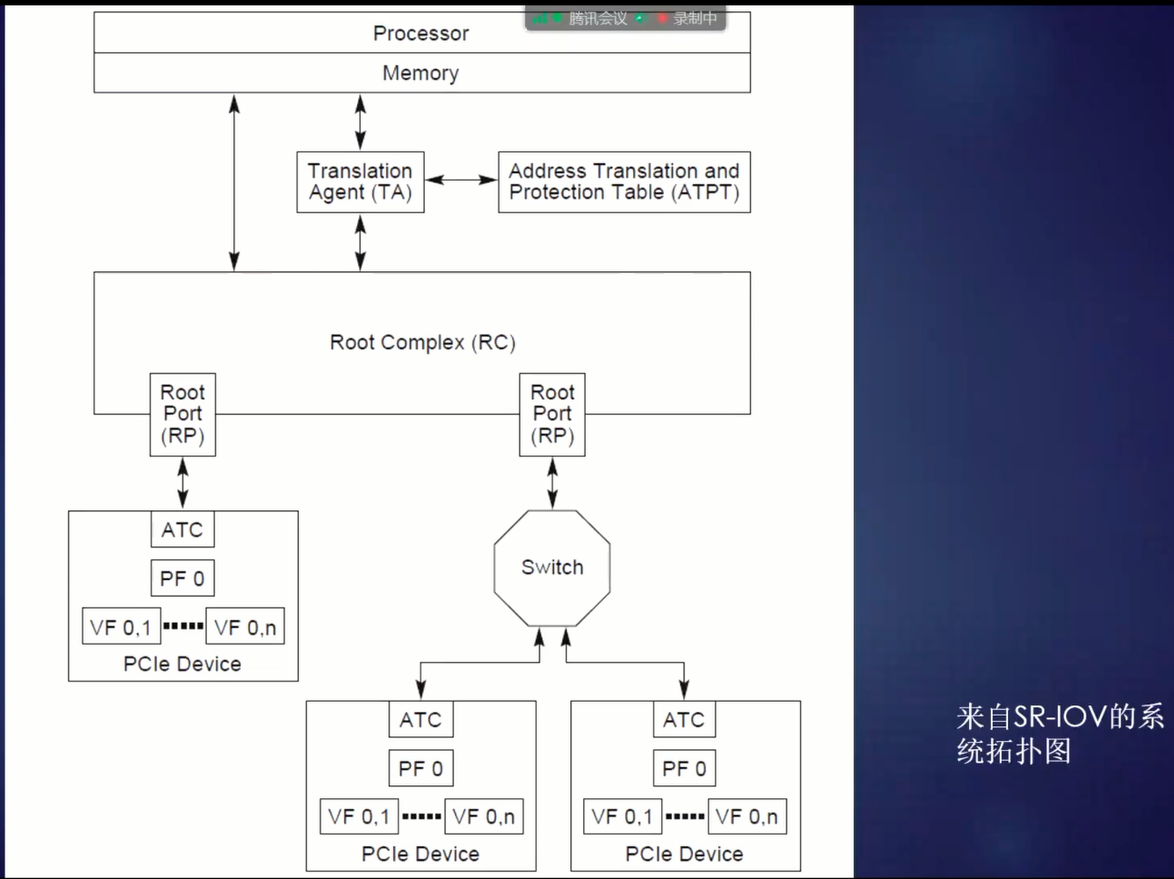 腾讯会议 录制中
Processor
Memory
Translation
Agent (TA)
Address Translation and
Protection Table (ATPT)
Root Complex (RC)
Root
Port
(RP)
Root
Port
(RP)
ATC
PF 0
VF 0,1 VF 0,n
PCIe Device
Switch
ATC
PF 0
VF 0,1 VF 0,n
PCIe Device
ATC
PF 0
VF 0,1 VF 0,n
PCIe Device
来自SR-IOV的系
统拓扑图